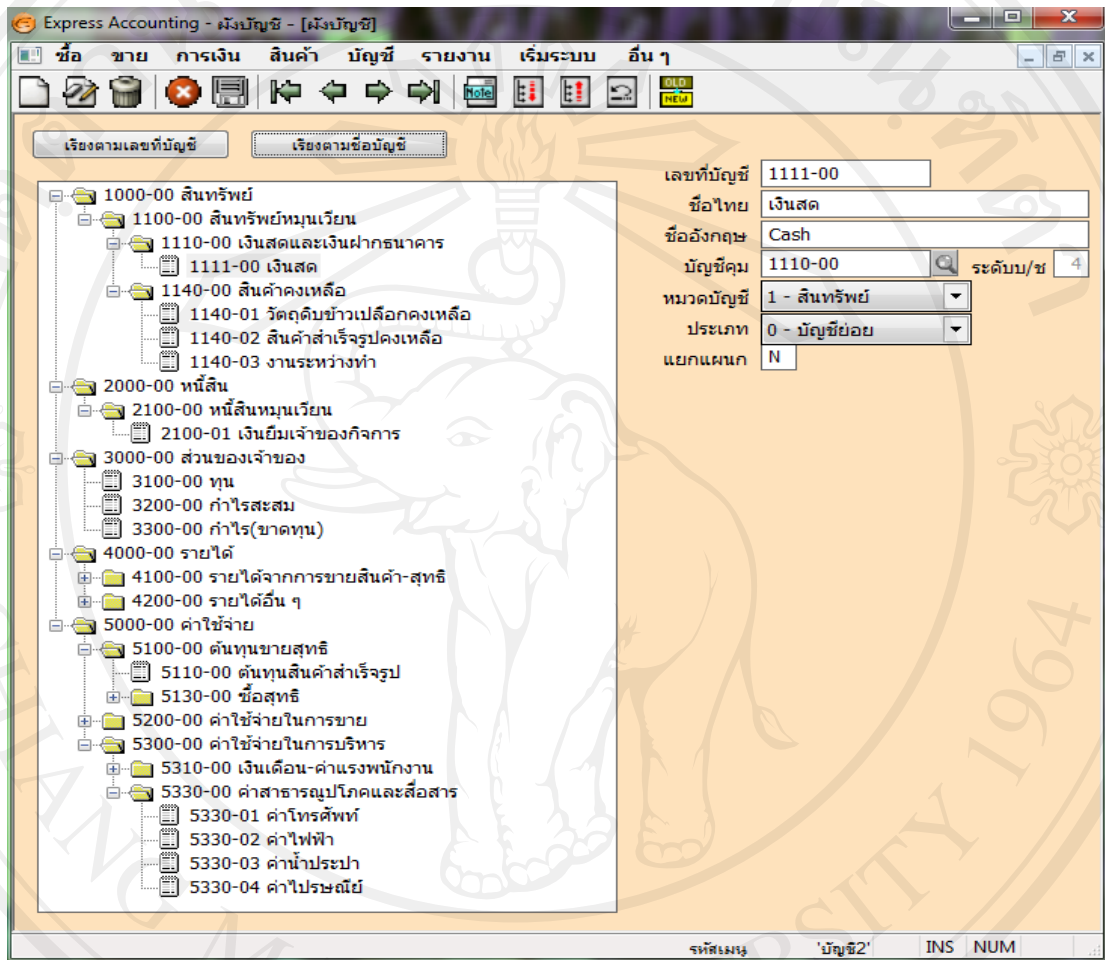 Express Accounting - ผังบัญชี - [ผังบัญชี]
ซื้อ ขาย การเงิน สินค้า บัญชี รายงาน เริ่มระบบ อื่น ๆ
Note OLD NEW
เรียงตามเลขที่บัญชี เรียงตามชื่อบัญชี
1000-00 สินทรัพย์
1100-00 สินทรัพย์หมุนเวียน
1110-00 เงินสดและเงินฝากธนาคาร
1111-00 เงินสด
1140-00 สินค้าคงเหลือ
1140-01 วัตถุดิบข้าวเปลือกคงเหลือ
1140-02 สินค้าสำเร็จรูปคงเหลือ
1140-03 งานระหว่างทำ
2000-00 หนี้สิน
2100-00 หนี้สินหมุนเวียน
2100-01 เงินยืมเจ้าของกิจการ
3000-00 ส่วนของเจ้าของ
3100-00 ทุน
3200-00 กำไรสะสม
3300-00 กำไร(ขาดทุน)
4000-00 รายได้
4100-00 รายได้จากการขายสินค้า-สุทธิ
4200-00 รายได้อื่น ๆ
5000-00 ค่าใช้จ่าย
5100-00 ต้นทุนขายสุทธิ
5110-00 ต้นทุนสินค้าสำเร็จรูป
5130-00 ซื้อสุทธิ
5200-00 ค่าใช้จ่ายในการขาย
5300-00 ค่าใช้จ่ายในการบริหาร
5310-00 เงินเดือน-ค่าแรงพนักงาน
5330-00 ค่าสาธารณูปโภคและสื่อสาร
5330-01 ค่าโทรศัพท์
5330-02 ค่าไฟฟ้า
5330-03 ค่าน้ำประปา
5330-04 ค่าไปรษณีย์
เลขที่บัญชี 1111-00
ชื่อไทย เงินสด
ชื่ออังกฤษ Cash
บัญชีคุม 1110-00 ระดับบ/ช 4
หมวดบัญชี 1 - สินทรัพย์
ประเภท 0 - บัญชีย่อย
แยกแผนก N
รหัสเมนู 'บัญชี2' INS NUM
1964